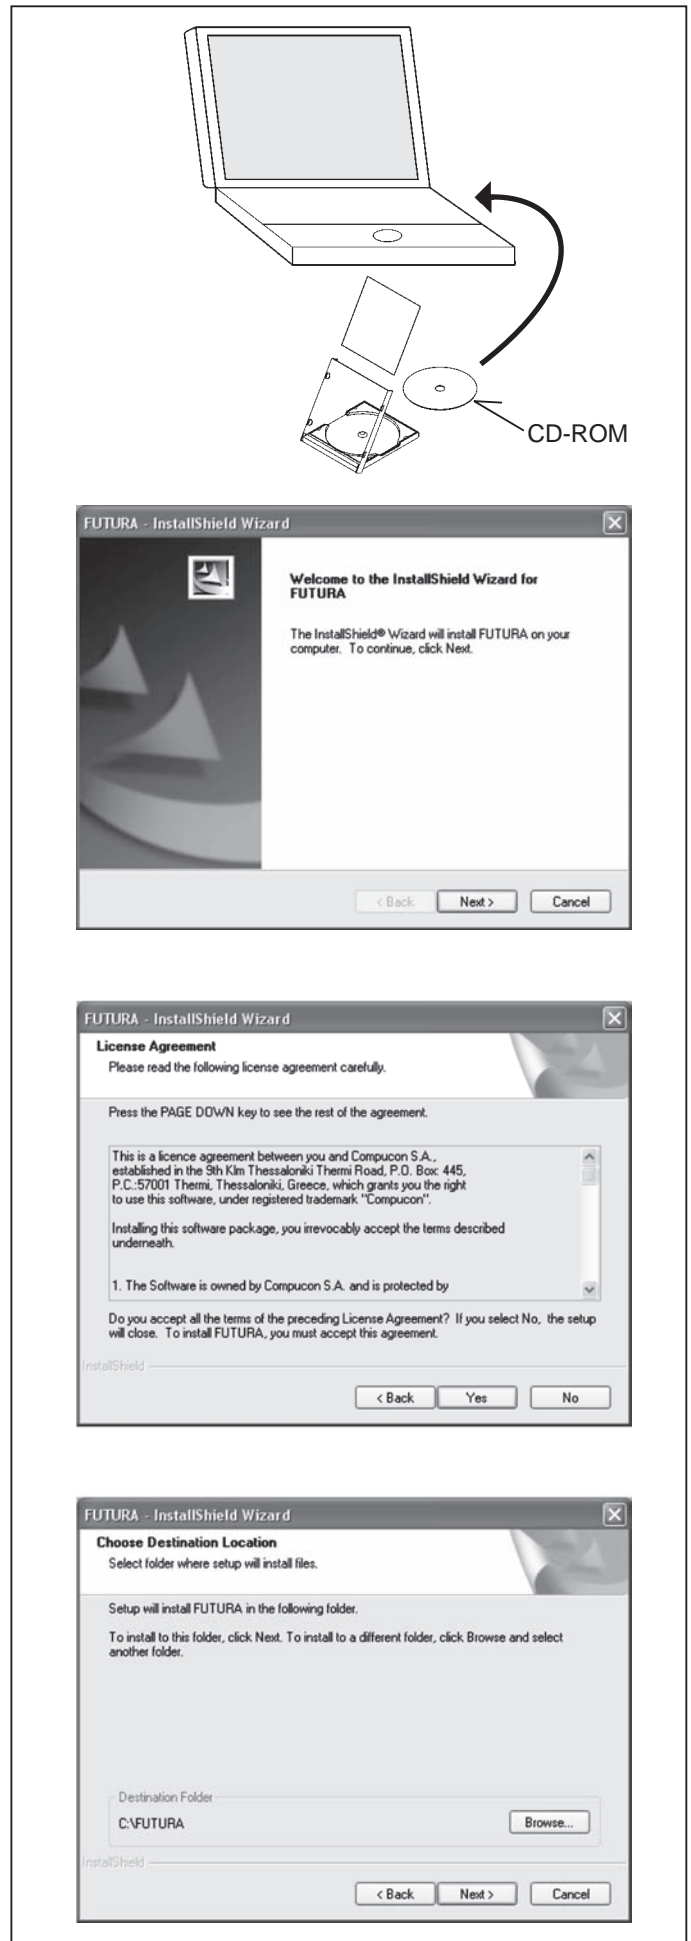 CD-ROM
FUTURA - InstallShield Wizard
Welcome to the InstallShield Wizard for
FUTURA
The InstallShield® Wizard will install FUTURA on your
computer. To continue, click Next.
< Back Next > Cancel
FUTURA - InstallShield Wizard
License Agreement
Please read the following license agreement carefully.
Press the PAGE DOWN key to see the rest of the agreement.
This is a licence agreement between you and Compucon S.A.,
established in the 9th Klm Thessaloniki Thermi Road, P.O. Box: 445,
P.C.:57001 Thermi, Thessaloniki, Greece, which grants you the right
to use this software, under registered trademark "Compucon".
Installing this software package, you irrevocably accept the terms described
underneath.
1. The Software is owned by Compucon S.A. and is protected by
Do you accept all the terms of the preceding License Agreement? If you select No, the setup
will close. To install FUTURA, you must accept this agreement.
InstallShield
< Back Yes No
FUTURA - InstallShield Wizard
Choose Destination Location
Select folder where setup will install files.
Setup will install FUTURA in the following folder.
To install to this folder, click Next. To install to a different folder, click Browse and select
another folder.
Destination Folder
C:\FUTURA Browse...
InstallShield
< Back Next > Cancel